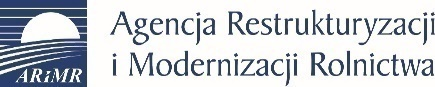 Agencja Restrukturyzacji
i Modernizacji Rolnictwa
ARiMR